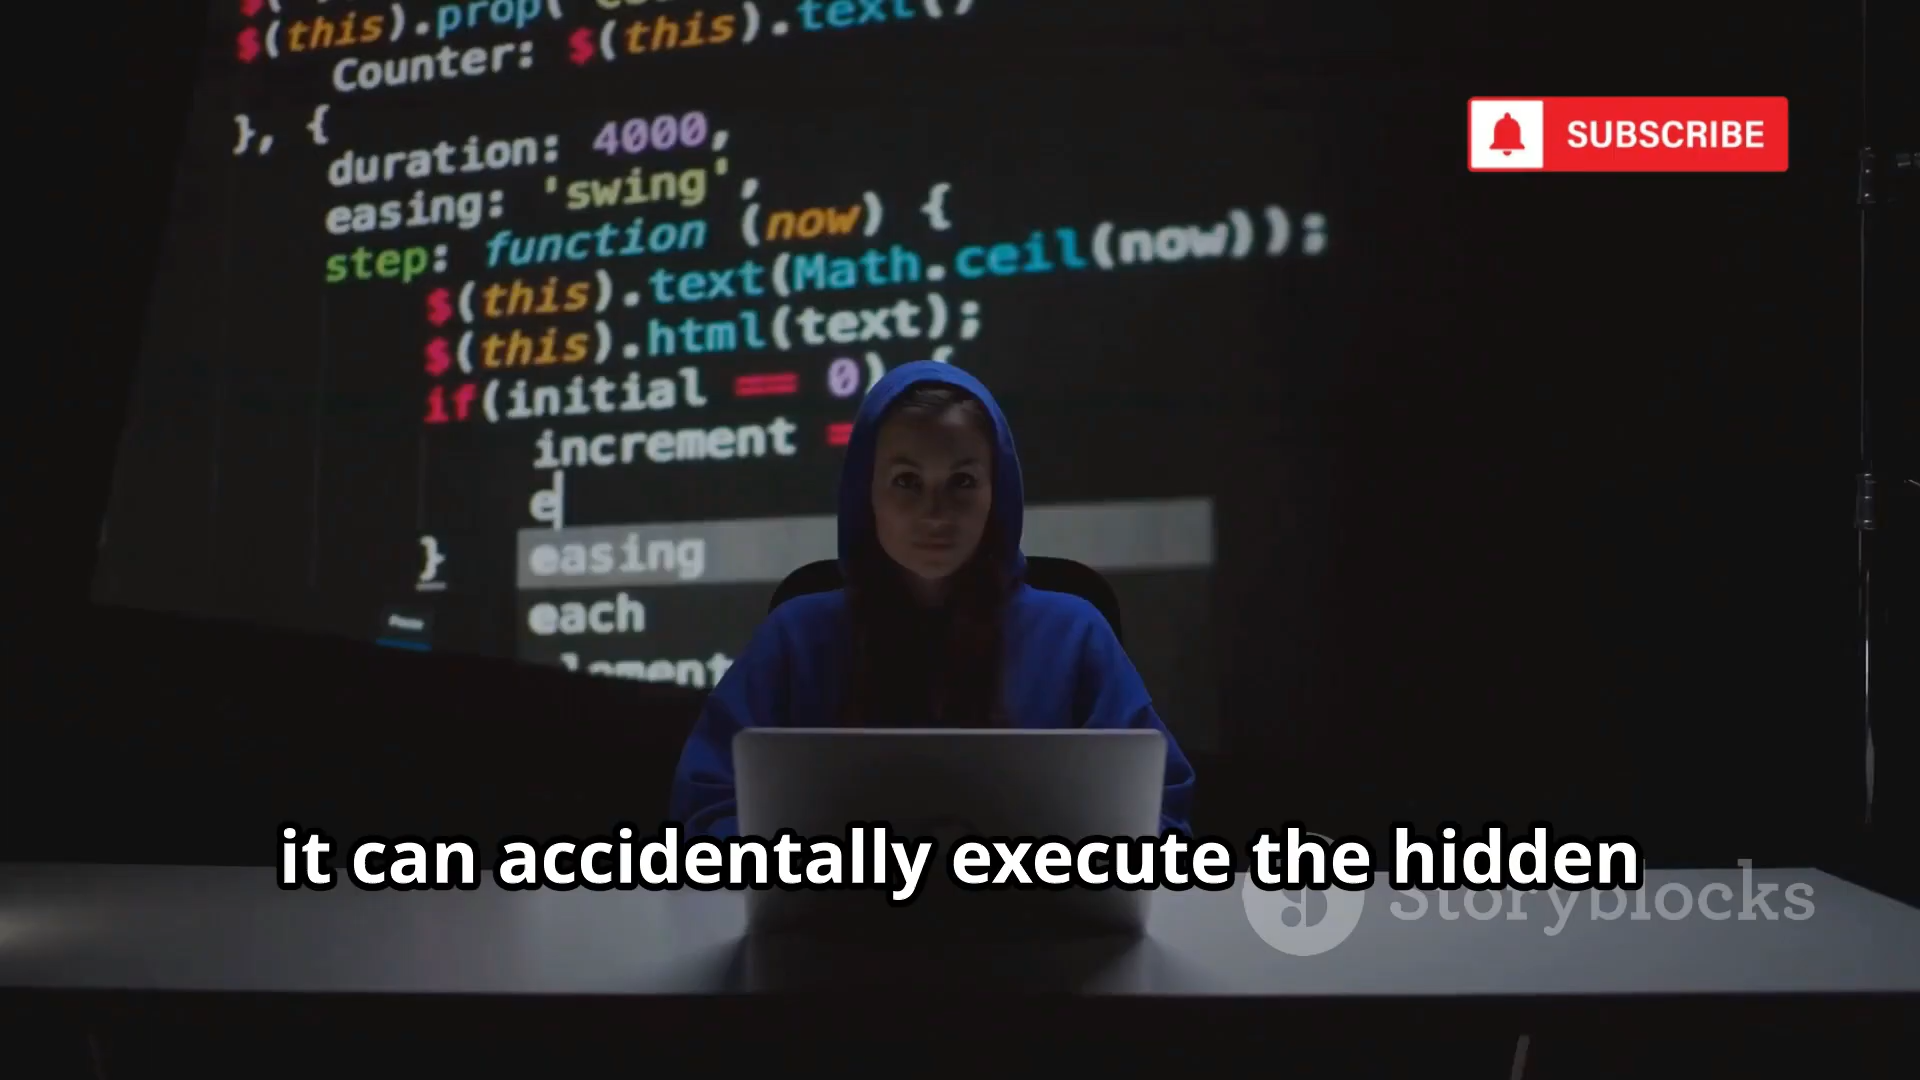 $(this).prop(
Counter: $(this).text()
}, {
duration: 4000,
easing: 'swing',
step: function (now) {
$(this).text(Math.ceil(now));
$(this).html(text);
if(initial == 0) {
increment =
e
easing
}
each
SUBSCRIBE
it can accidentally execute the hidden
Storyblocks